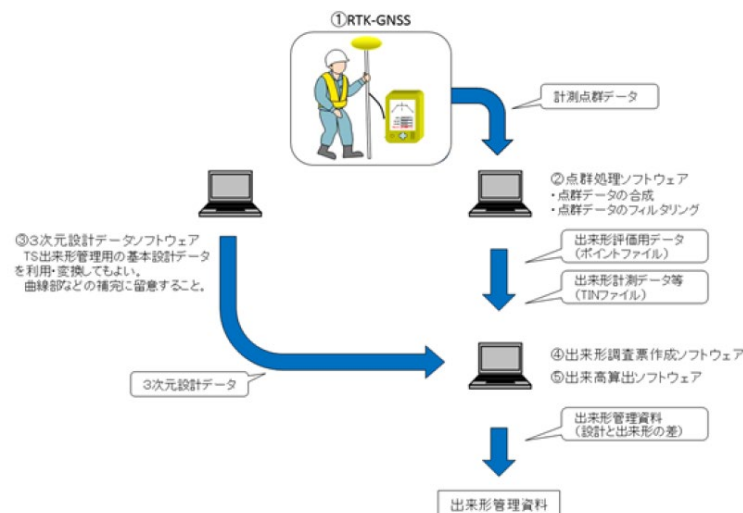 ①RTK-GNSS
計測点群データ
②点群処理ソフトウェア
・点群データの合成
・点群データのフィルタリング
③3次元設計データソフトウェア
TS出来形管理用の基本設計データ
を利用・変換してもよい。
曲線部などの補完に留意すること。
出来形評価用データ
(ポイントファイル)
出来形計測データ等
(TINファイル)
④出来形調査票作成ソフトウェア
⑤出来高算出ソフトウェア
3次元設計データ
出来形管理資料
(設計と出来形の差)
出来形管理資料